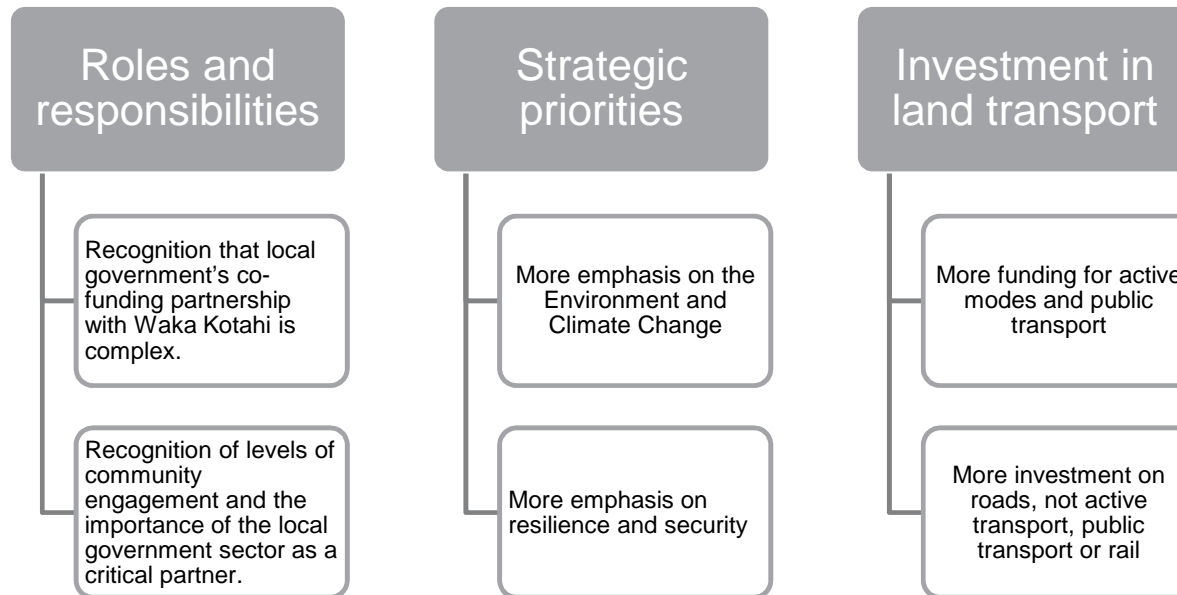 Roles and
responsibilities
Recognition that local
government’s co-
funding partnership
with Waka Kotahi is
complex.
Recognition of levels of
community
engagement and the
importance of the local
government sector as a
critical partner.
Strategic
priorities
More emphasis on the
Environment and
Climate Change
More emphasis on
resilience and security
Investment in
land transport
More funding for active
modes and public
transport
More investment on
roads, not active
transport, public
transport or rail